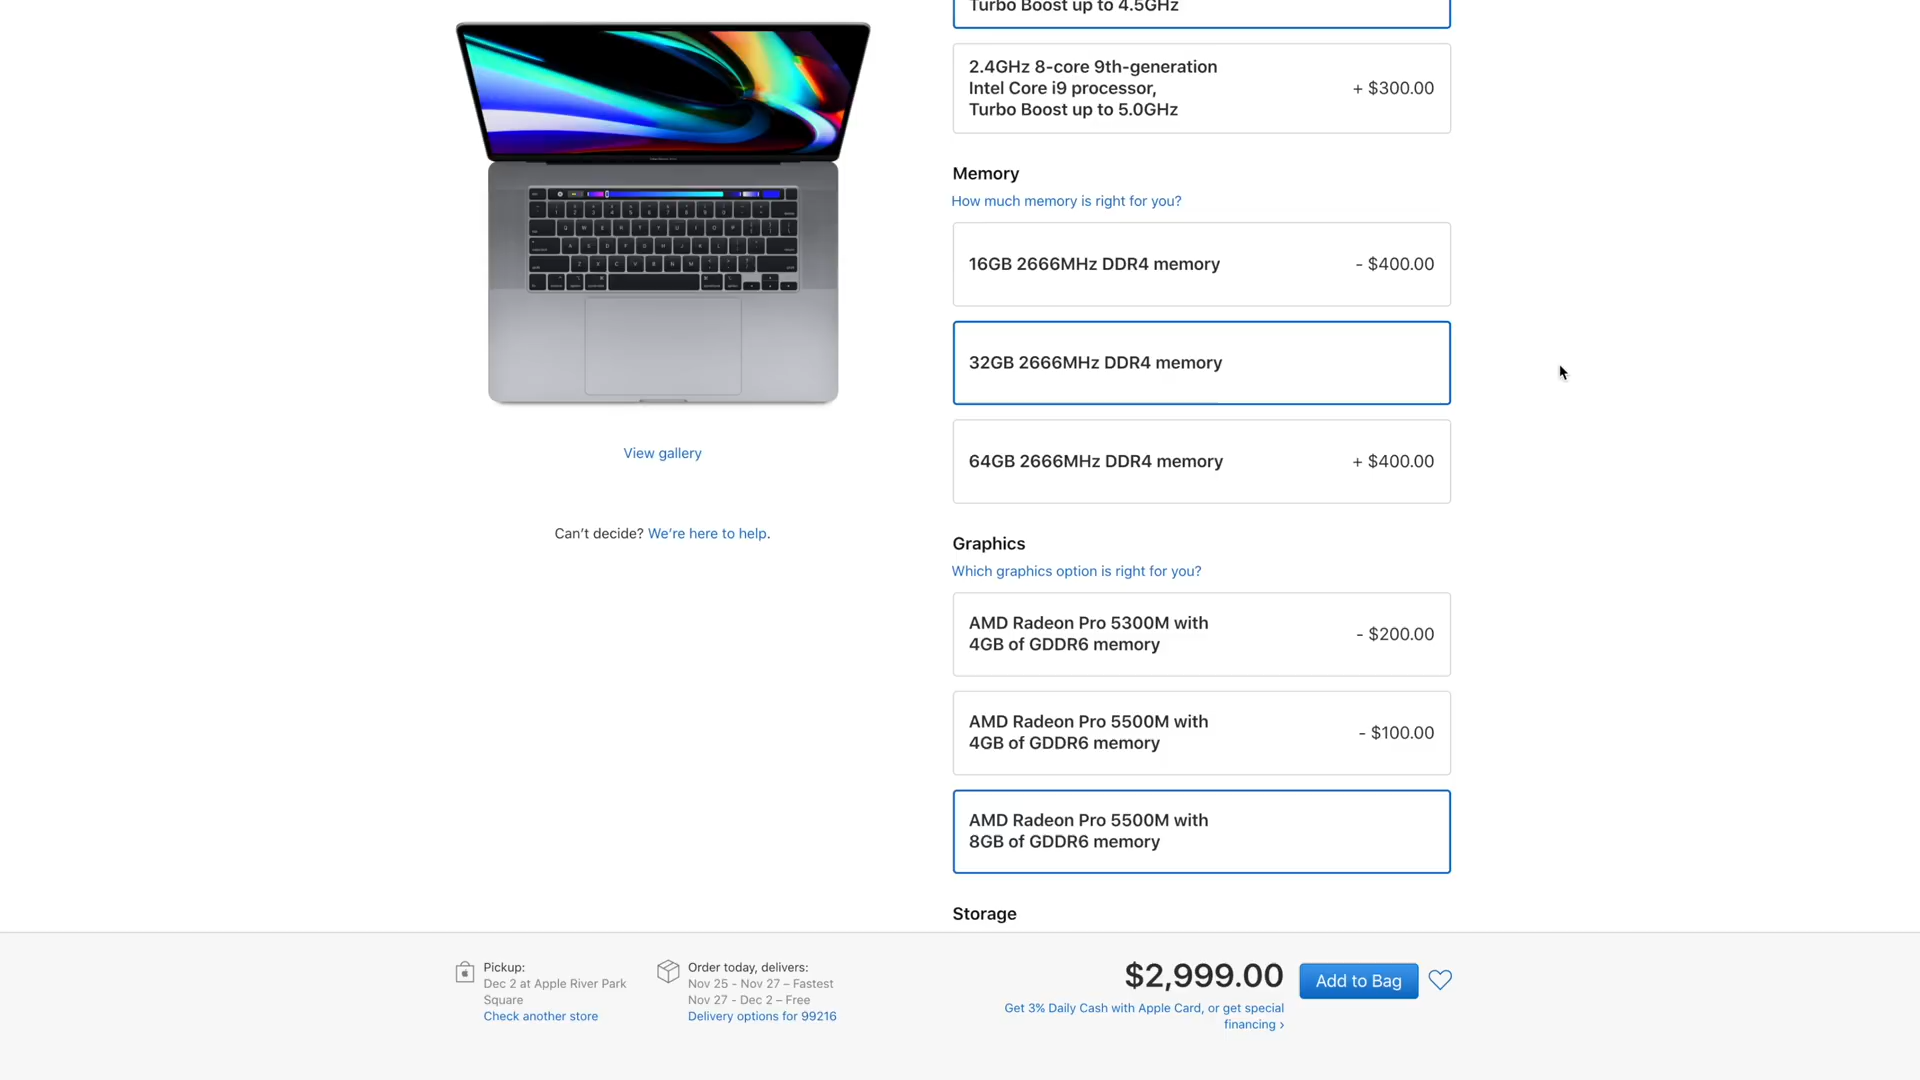 Turbo Boost up to 4.5GHz
2.4GHz 8-core 9th-generation
Intel Core i9 processor,
Turbo Boost up to 5.0GHz
+ $300.00
Memory
How much memory is right for you?
16GB 2666MHz DDR4 memory
- $400.00
32GB 2666MHz DDR4 memory
64GB 2666MHz DDR4 memory
+ $400.00
Graphics
Which graphics option is right for you?
AMD Radeon Pro 5300M with
4GB of GDDR6 memory
- $200.00
AMD Radeon Pro 5500M with
4GB of GDDR6 memory
- $100.00
AMD Radeon Pro 5500M with
8GB of GDDR6 memory
Storage
View gallery
Can’t decide? We’re here to help.
Pickup:
Dec 2 at Apple River Park
Square
Check another store
Order today, delivers:
Nov 25 - Nov 27 – Fastest
Nov 27 - Dec 2 – Free
Delivery options for 99216
$2,999.00
Get 3% Daily Cash with Apple Card, or get special
financing ›
Add to Bag